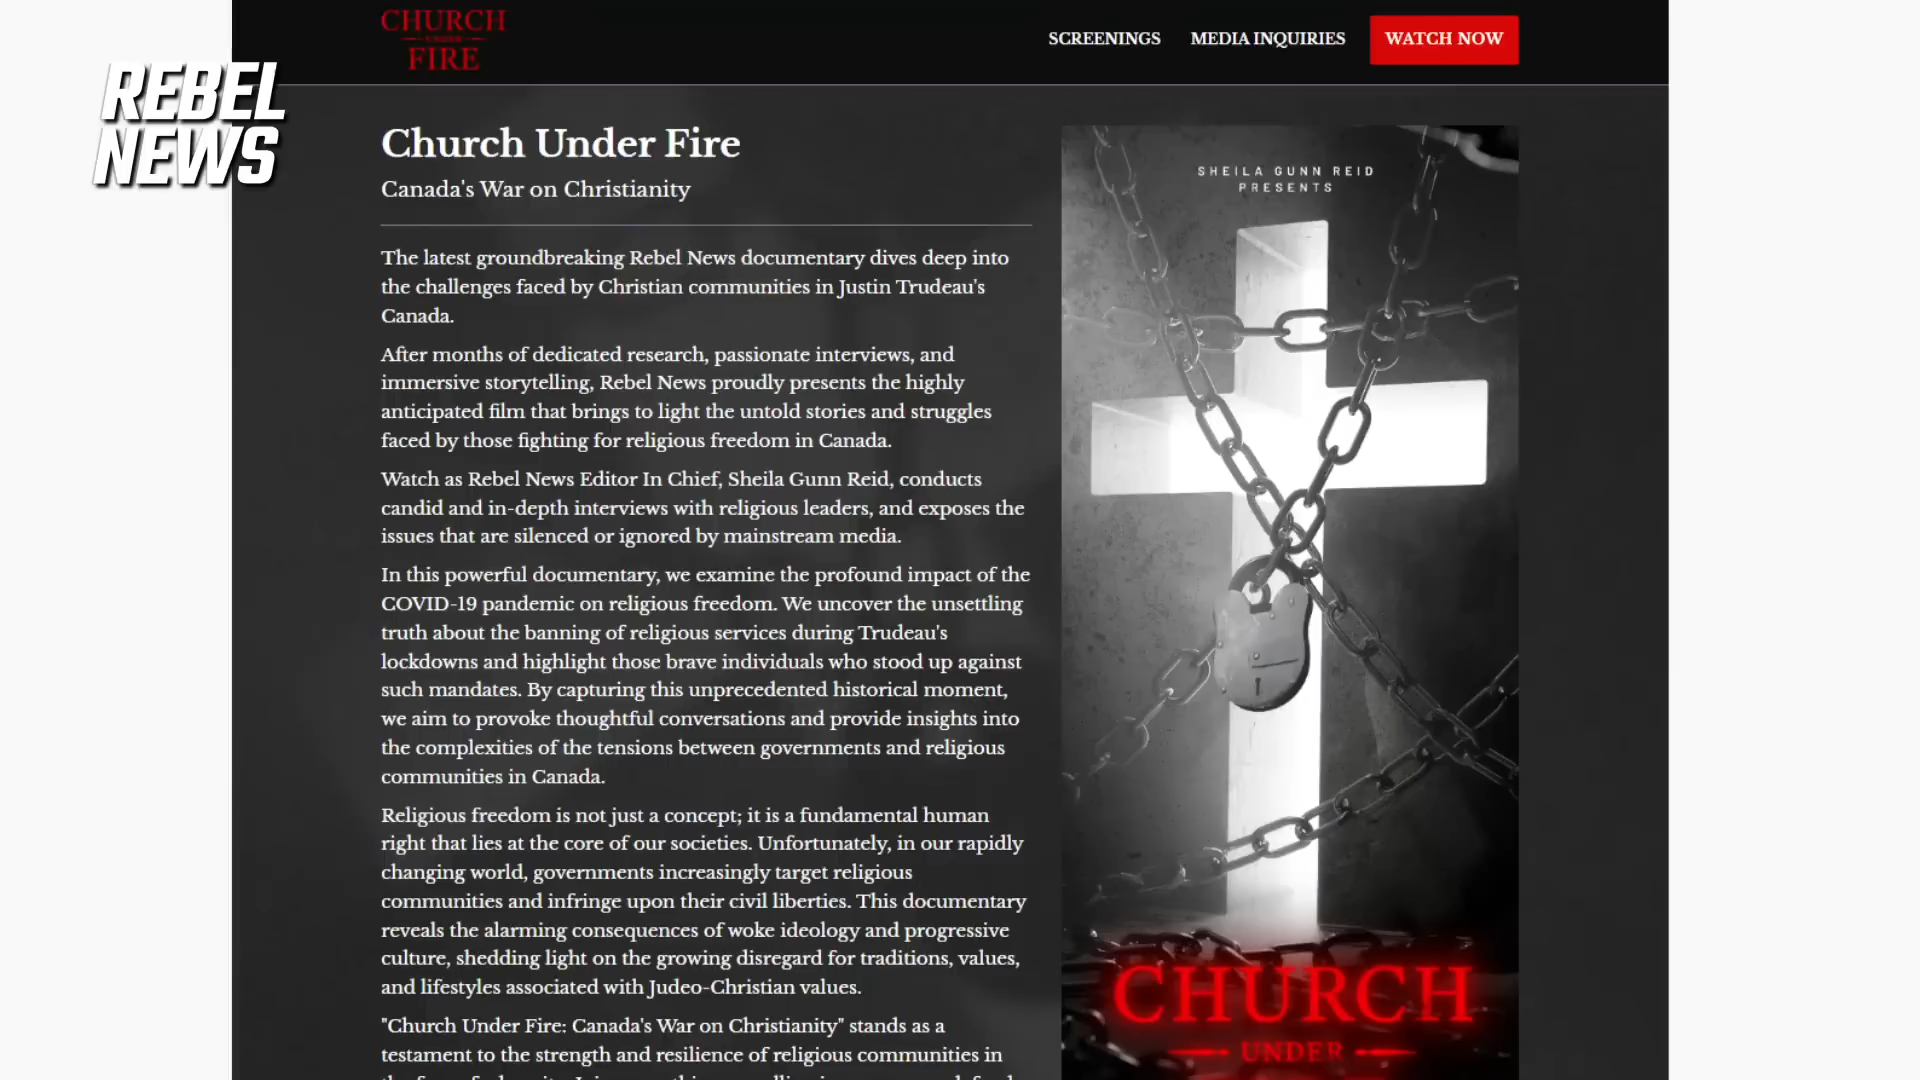 CHURCH
UNDER
FIRE
SCREENINGS
MEDIA INQUIRIES
WATCH NOW
REBEL
NEWS
Church Under Fire
Canada's War on Christianity
The latest groundbreaking Rebel News documentary dives deep into
the challenges faced by Christian communities in Justin Trudeau's
Canada.
After months of dedicated research, passionate interviews, and
immersive storytelling, Rebel News proudly presents the highly
anticipated film that brings to light the untold stories and struggles
faced by those fighting for religious freedom in Canada.
Watch as Rebel News Editor In Chief, Sheila Gunn Reid, conducts
candid and in-depth interviews with religious leaders, and exposes the
issues that are silenced or ignored by mainstream media.
In this powerful documentary, we examine the profound impact of the
COVID-19 pandemic on religious freedom. We uncover the unsettling
truth about the banning of religious services during Trudeau's
lockdowns and highlight those brave individuals who stood up against
such mandates. By capturing this unprecedented historical moment,
we aim to provoke thoughtful conversations and provide insights into
the complexities of the tensions between governments and religious
communities in Canada.
Religious freedom is not just a concept; it is a fundamental human
right that lies at the core of our societies. Unfortunately, in our rapidly
changing world, governments increasingly target religious
communities and infringe upon their civil liberties. This documentary
reveals the alarming consequences of woke ideology and progressive
culture, shedding light on the growing disregard for traditions, values,
and lifestyles associated with Judeo-Christian values.
"Church Under Fire: Canada's War on Christianity" stands as a
testament to the strength and resilience of religious communities in
SHEILA GUNN REID
PRESENTS
CHURCH
UNDER